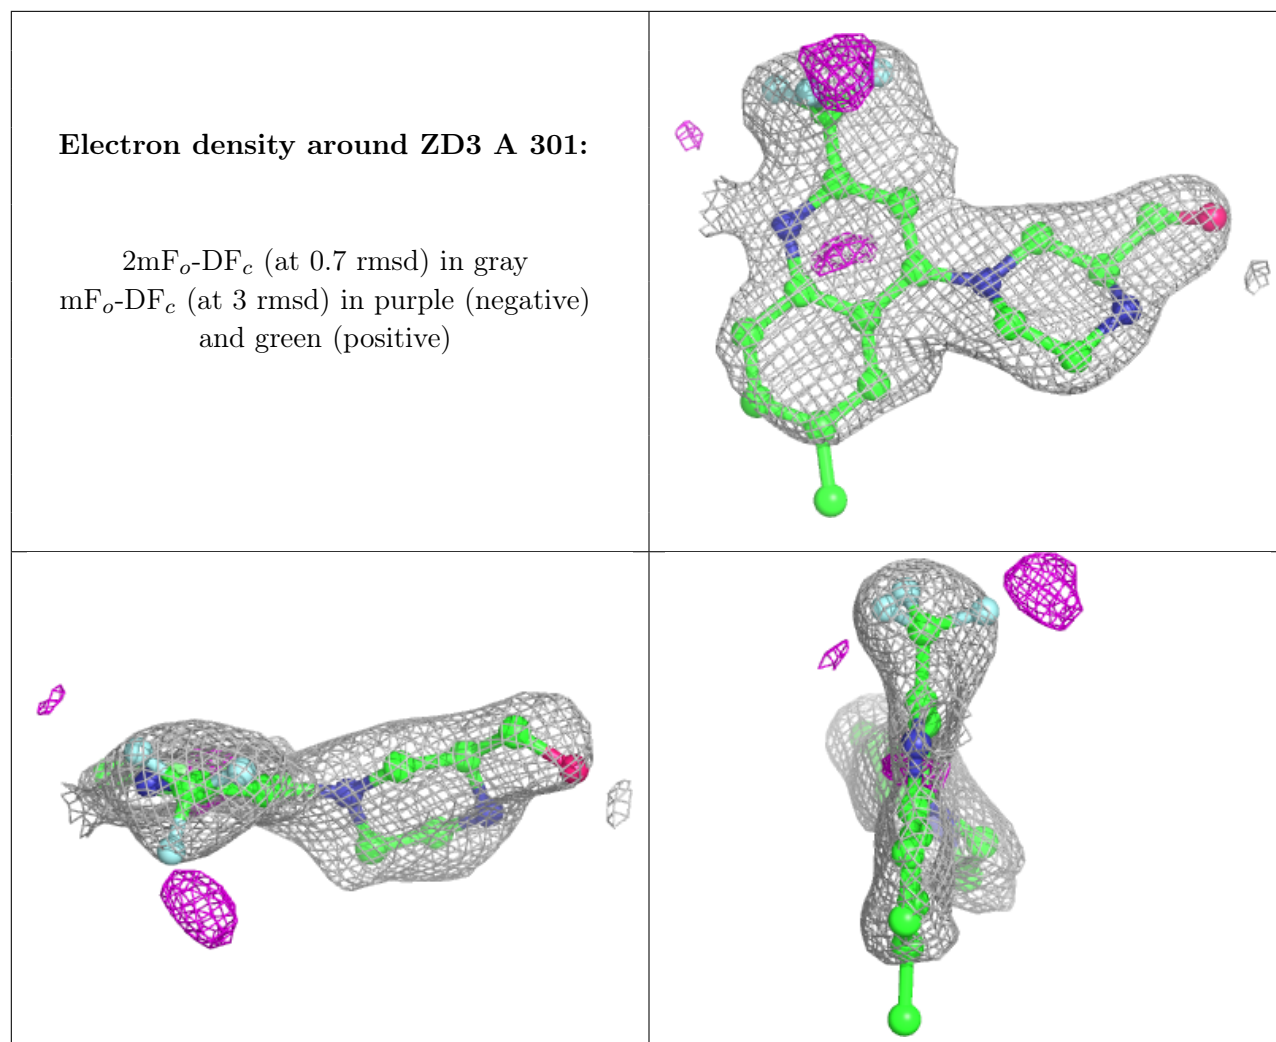 Electron density around ZD3 A 301:
2mFₒ-DF𝒸 (at 0.7 rmsd) in gray
mFₒ-DF𝒸 (at 3 rmsd) in purple (negative)
and green (positive)